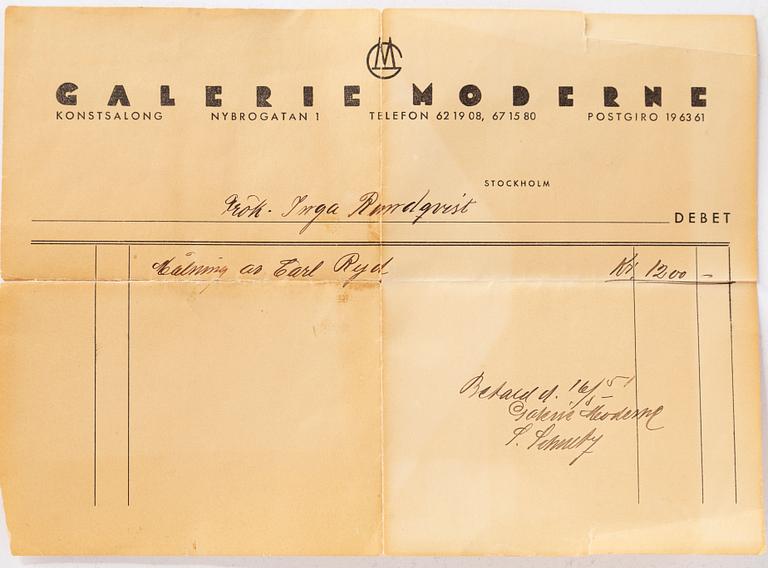 GM
GALERIE MODERNE
KONSTSALONG NYBROGATAN 1 TELEFON 62 19 08, 67 15 80 POSTGIRO 19 63 61
STOCKHOLM
Frök. Inga Rundqvist DEBET
Målning av Carl Ryd Kr. 1200 –
Betald d. 16/5 51
Galerie Moderne